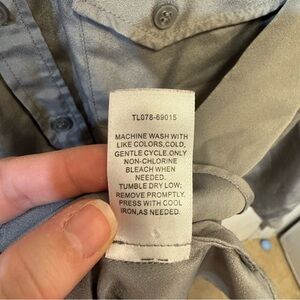 TL078-69015
MACHINE WASH WITH
LIKE COLORS,COLD,
GENTLE CYCLE.ONLY
NON-CHLORINE
BLEACH WHEN
NEEDED.
TUMBLE DRY LOW;
REMOVE PROMPTLY,
PRESS WITH COOL
IRON,AS NEEDED.